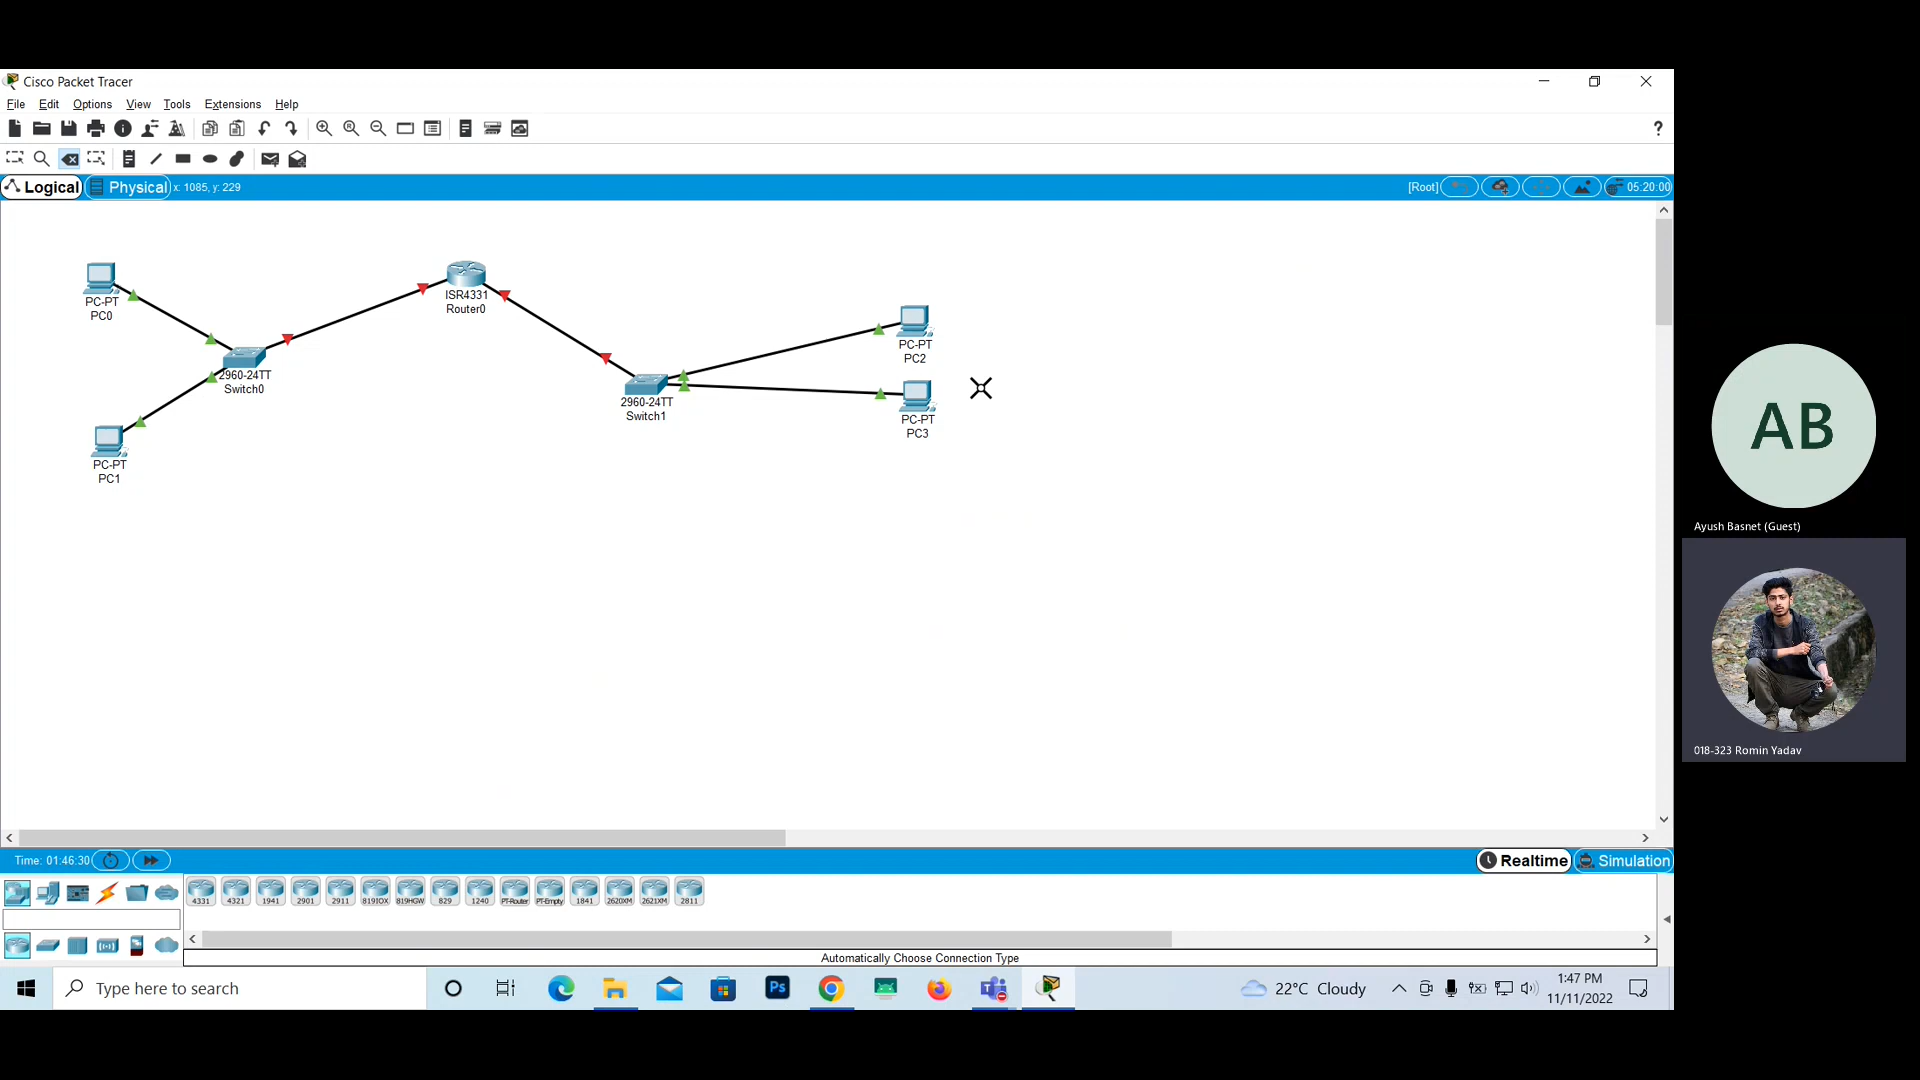 Cisco Packet Tracer
File Edit Options View Tools Extensions Help
?
Logical Physical x: 1085, y: 229 [Root] 05:20:00
PC-PT
PC0
ISR4331
Router0
2960-24TT
Switch0
PC-PT
PC1
2960-24TT
Switch1
PC-PT
PC2
PC-PT
PC3
AB
Ayush Basnet (Guest)
018-323 Romin Yadav
Time: 01:46:30 Realtime Simulation
4331 4321 1941 2901 2911 819IOX 819HGW 829 1240 PT-Router PT-Empty 1841 2620XM 2621XM 2811
Automatically Choose Connection Type
Type here to search Ps 22°C Cloudy 1:47 PM
11/11/2022